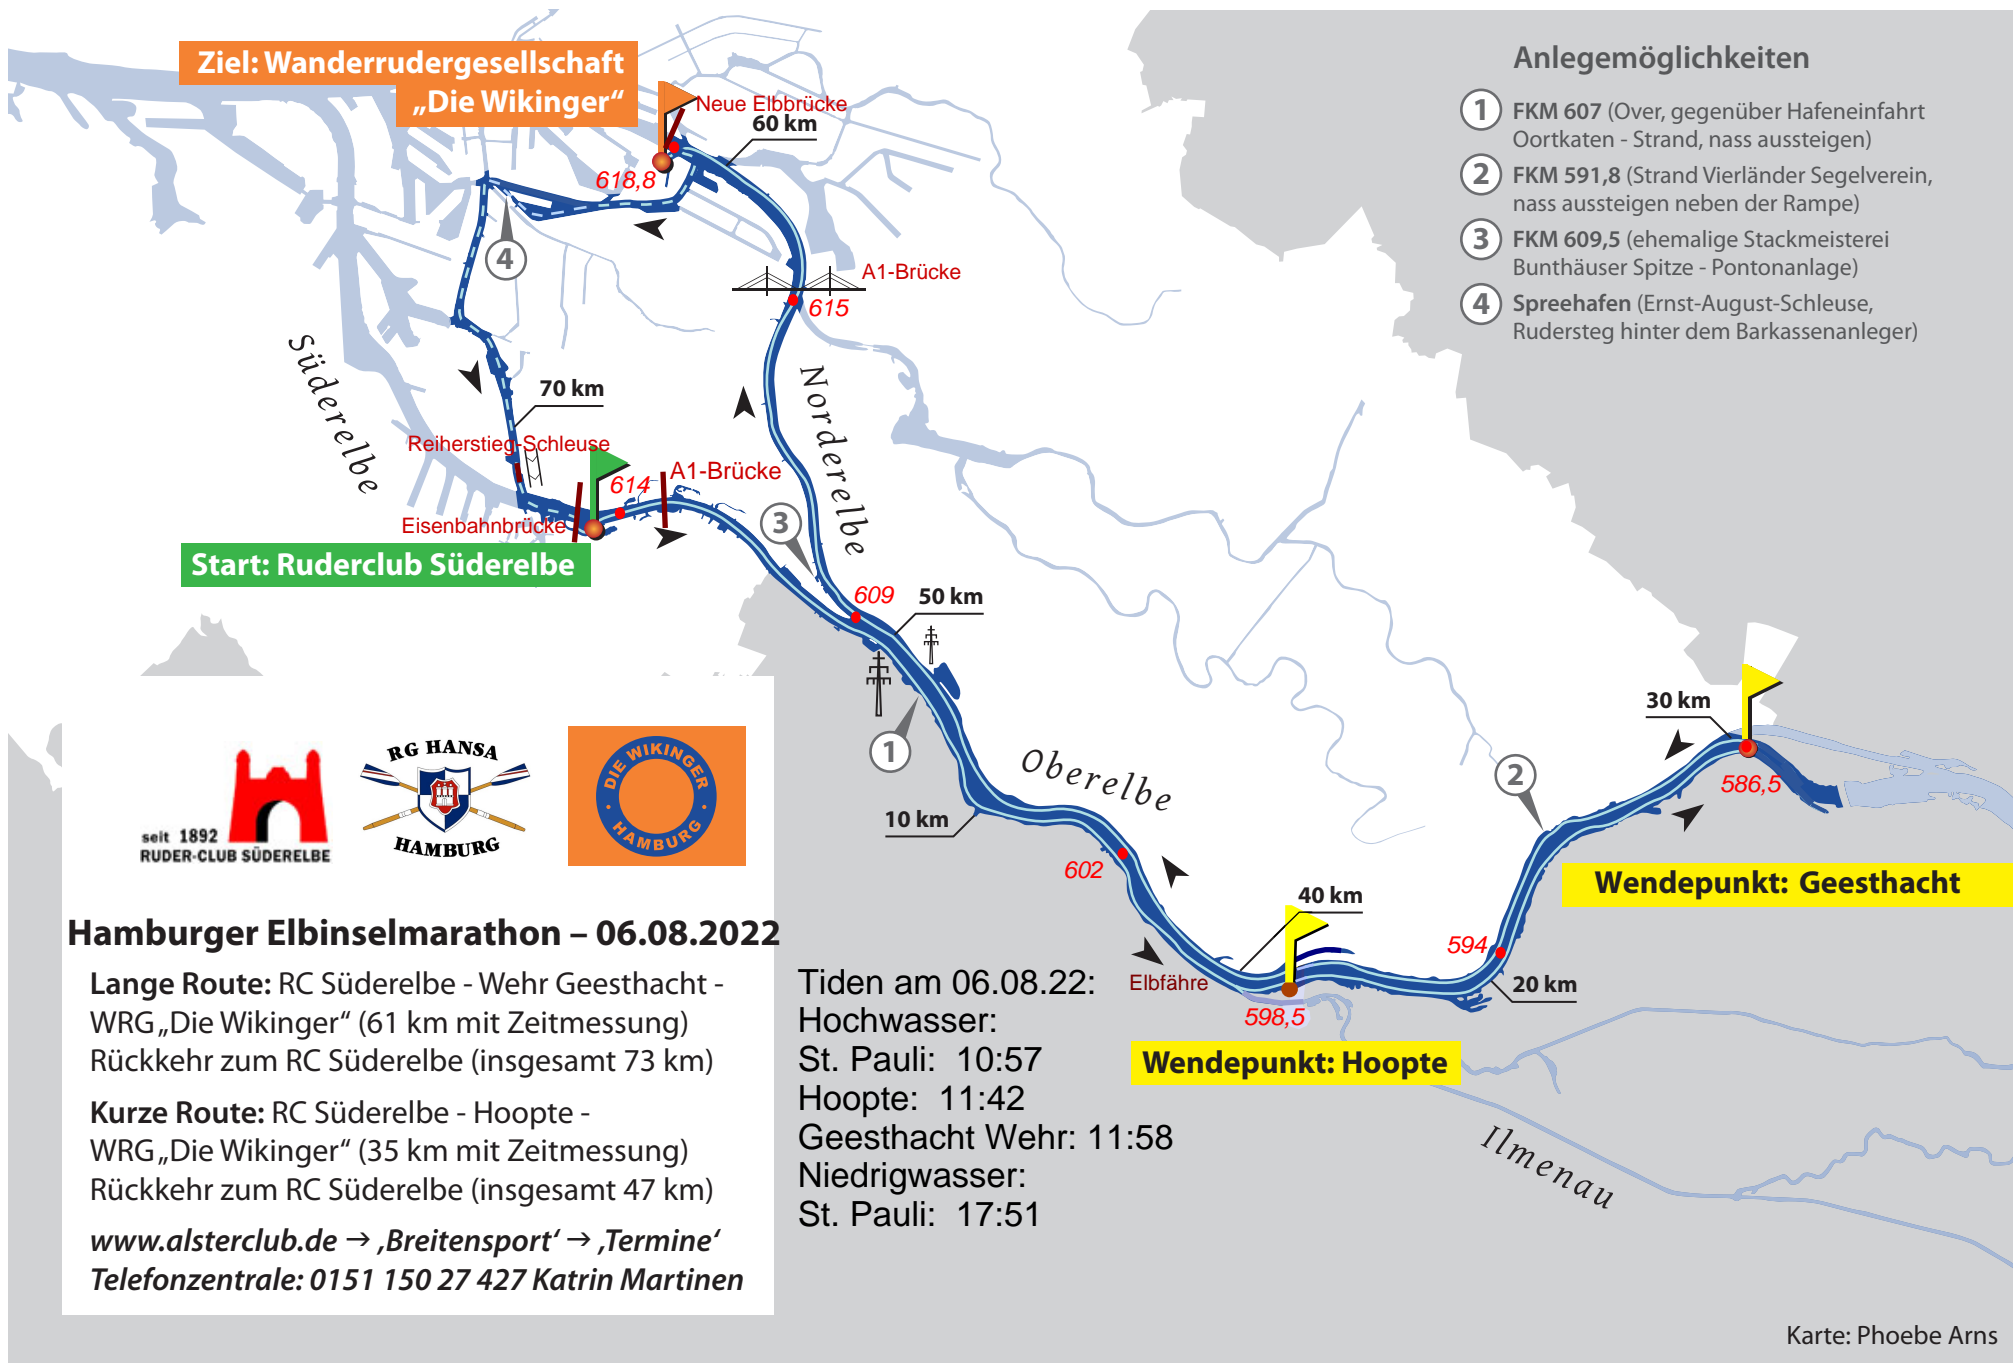 Ziel: Wanderrudergesellschaft
„Die Wikinger“
Neue Elbbrücke
60 km
618,8
4
A1-Brücke
615
Süderelbe
Norderelbe
70 km
Reiherstieg-Schleuse
614
A1-Brücke
Eisenbahnbrücke
3
Start: Ruderclub Süderelbe
609
50 km
1
Oberelbe
10 km
602
40 km
Elbfähre
598,5
Wendepunkt: Hoopte
594
20 km
2
30 km
586,5
Wendepunkt: Geesthacht
Ilmenau
Anlegemöglichkeiten
1 FKM 607 (Over, gegenüber Hafeneinfahrt
Oortkaten - Strand, nass aussteigen)
2 FKM 591,8 (Strand Vierländer Segelverein,
nass aussteigen neben der Rampe)
3 FKM 609,5 (ehemalige Stackmeisterei
Bunthäuser Spitze - Pontonanlage)
4 Spreehafen (Ernst-August-Schleuse,
Rudersteg hinter dem Barkassenanleger)
seit 1892
RUDER-CLUB SÜDERELBE
RG HANSA
HAMBURG
DIE WIKINGER
· HAMBURG ·
Hamburger Elbinselmarathon – 06.08.2022
Lange Route: RC Süderelbe - Wehr Geesthacht -
WRG „Die Wikinger“ (61 km mit Zeitmessung)
Rückkehr zum RC Süderelbe (insgesamt 73 km)
Kurze Route: RC Süderelbe - Hoopte -
WRG „Die Wikinger“ (35 km mit Zeitmessung)
Rückkehr zum RC Süderelbe (insgesamt 47 km)
www.alsterclub.de → ‚Breitensport‘ → ‚Termine‘
Telefonzentrale: 0151 150 27 427 Katrin Martinen
Tiden am 06.08.22:
Hochwasser:
St. Pauli: 10:57
Hoopte: 11:42
Geesthacht Wehr: 11:58
Niedrigwasser:
St. Pauli: 17:51
Karte: Phoebe Arns